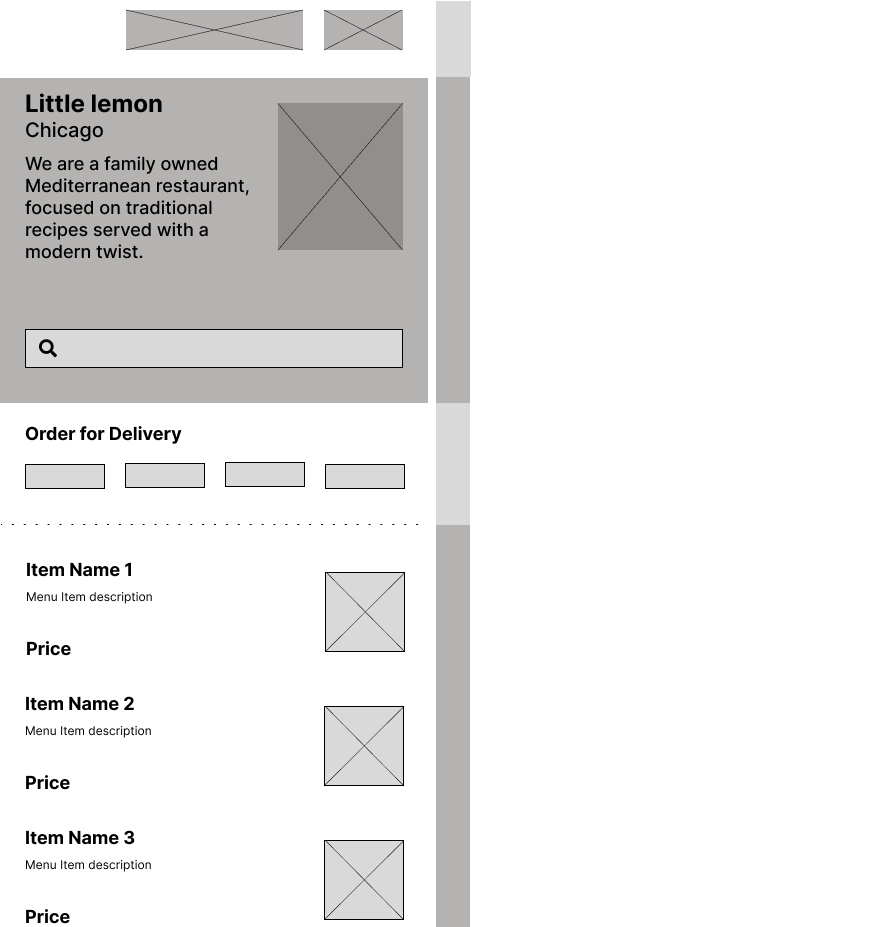 Little lemon
Chicago
We are a family owned
Mediterranean restaurant,
focused on traditional
recipes served with a
modern twist.
Order for Delivery
Item Name 1
Menu Item description
Price
Item Name 2
Menu Item description
Price
Item Name 3
Menu Item description
Price